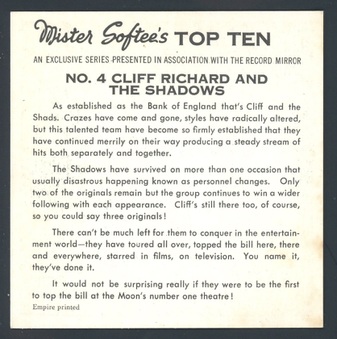 Mister Softee's TOP TEN
AN EXCLUSIVE SERIES PRESENTED IN ASSOCIATION WITH THE RECORD MIRROR
NO. 4 CLIFF RICHARD AND
THE SHADOWS
As established as the Bank of England that's Cliff and the
Shads. Crazes have come and gone, styles have radically altered,
but this talented team have become so firmly established that they
have continued merrily on their way producing a steady stream of
hits both separately and together.
The Shadows have survived on more than one occasion that
usually disastrous happening known as personnel changes. Only
two of the originals remain but the group continues to win a wider
following with each appearance. Cliff's still there too, of course,
so you could say three originals!
There can't be much left for them to conquer in the entertain-
ment world—they have toured all over, topped the bill here, there
and everywhere, starred in films, on television. You name it,
they've done it.
It would not be surprising really if they were to be the first
to top the bill at the Moon's number one theatre!
Empire printed